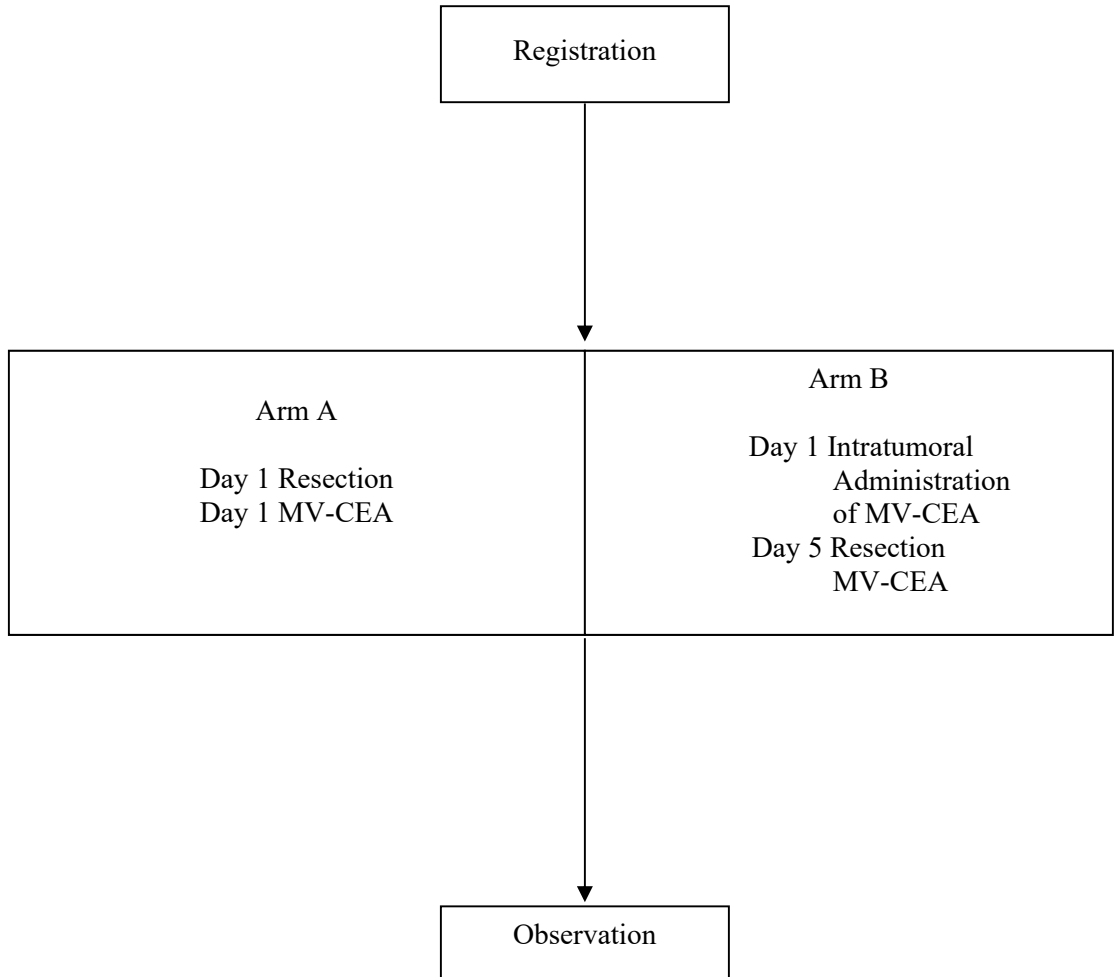 Registration
Arm A
Day 1 Resection
Day 1 MV-CEA
Arm B
Day 1 Intratumoral
Administration
of MV-CEA
Day 5 Resection
MV-CEA
Observation